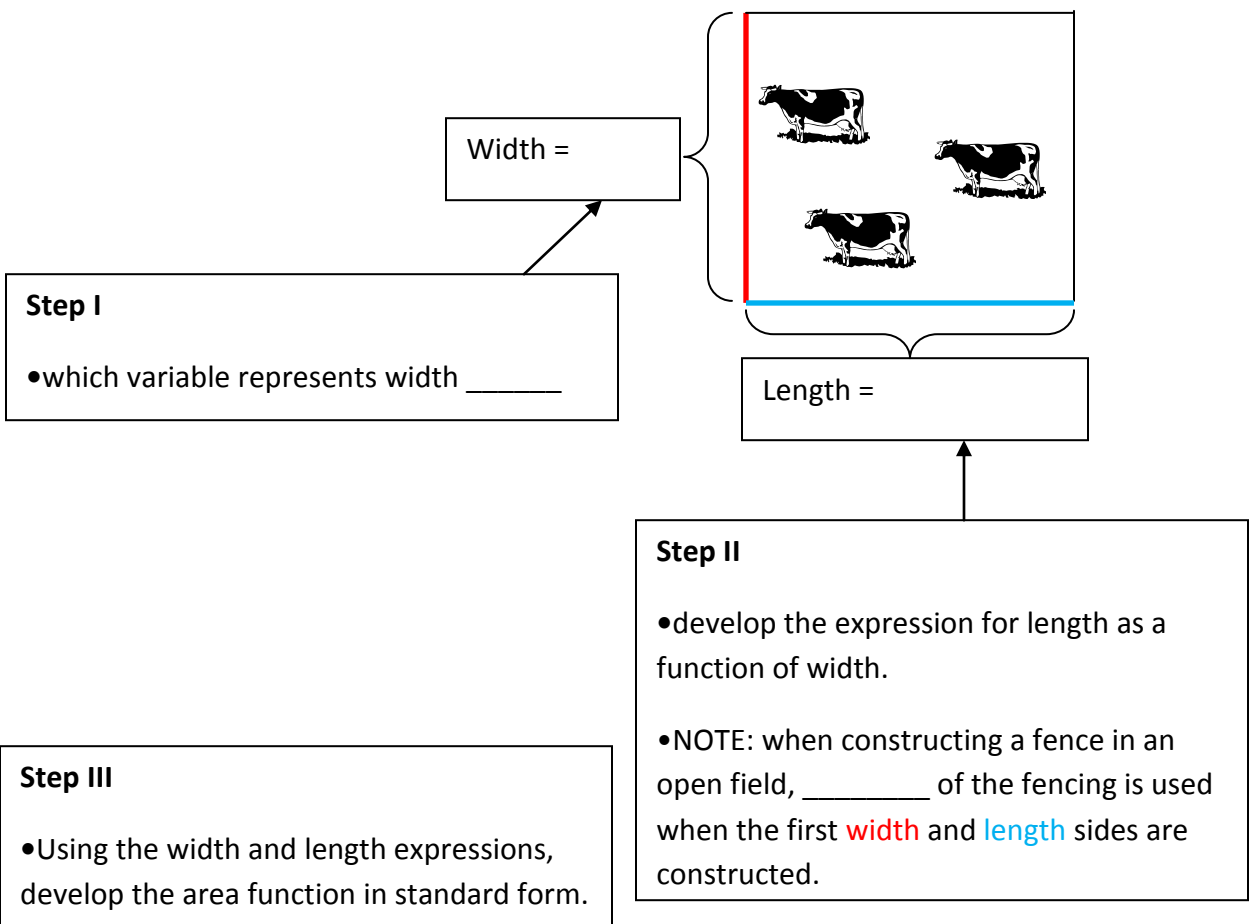 Width =
Step I
•which variable represents width ______
Length =
Step II
•develop the expression for length as a
function of width.
•NOTE: when constructing a fence in an
open field, ________ of the fencing is used
when the first width and length sides are
constructed.
Step III
•Using the width and length expressions,
develop the area function in standard form.